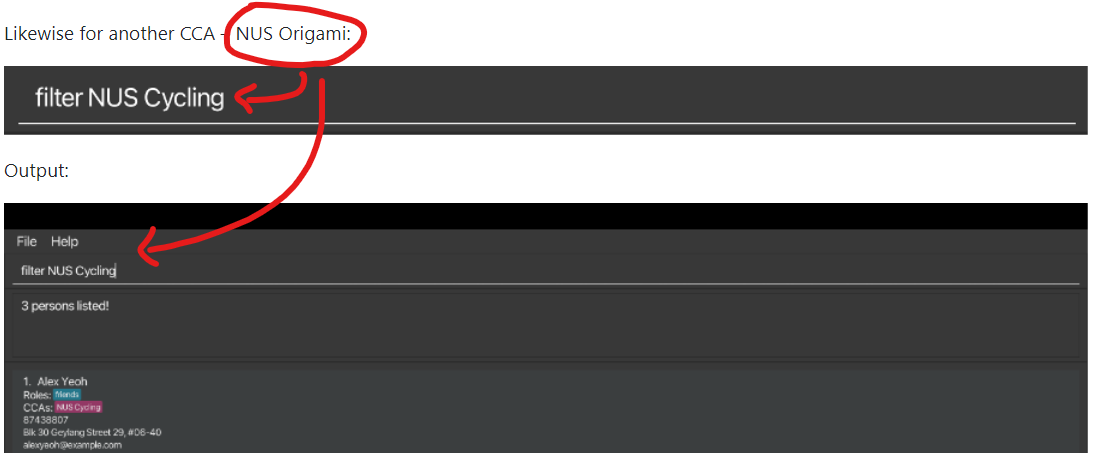 Likewise for another CCA - NUS Origami:
filter NUS Cycling
Output:
File Help
filter NUS Cycling
3 persons listed!
1. Alex Yeoh
Roles: friends
CCAs: NUS Cycling
87438807
Blk 30 Geylang Street 29, #06-40
alexyeoh@example.com